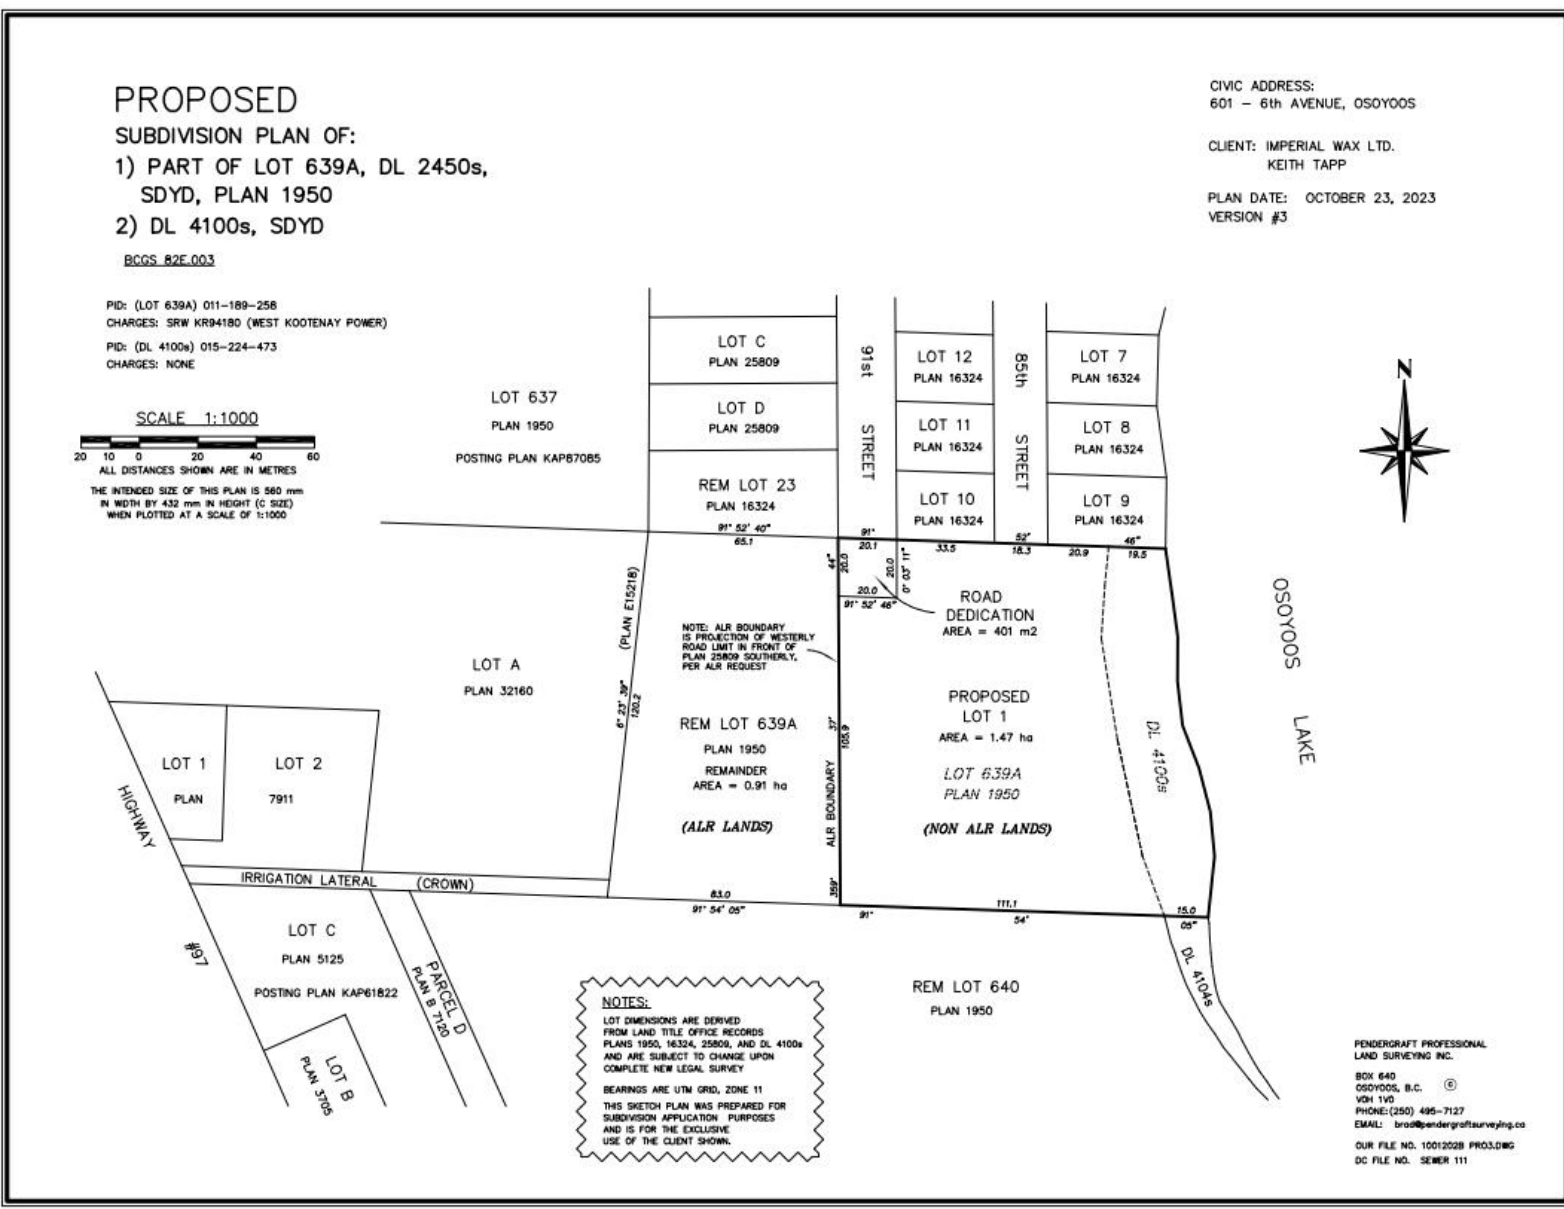 PROPOSED
SUBDIVISION PLAN OF:
1) PART OF LOT 639A, DL 2450s,
SDYD, PLAN 1950
2) DL 4100s, SDYD
BCGS 82E.003
PID: (LOT 639A) 011-189-258
CHARGES: SRW KR94180 (WEST KOOTENAY POWER)
PID: (DL 4100s) 015-224-473
CHARGES: NONE
SCALE 1:1000
20 10 0 20 40 60
ALL DISTANCES SHOWN ARE IN METRES
THE INTENDED SIZE OF THIS PLAN IS 560 mm
IN WIDTH BY 432 mm IN HEIGHT (C SIZE)
WHEN PLOTTED AT A SCALE OF 1:1000
CIVIC ADDRESS:
601 - 6th AVENUE, OSOYOOS
CLIENT: IMPERIAL WAX LTD.
KEITH TAPP
PLAN DATE: OCTOBER 23, 2023
VERSION #3
N
LOT 637
PLAN 1950
POSTING PLAN KAP87085
LOT C
PLAN 25809
LOT D
PLAN 25809
REM LOT 23
PLAN 16324
91st
STREET
LOT 12
PLAN 16324
LOT 11
PLAN 16324
LOT 10
PLAN 16324
85th
STREET
LOT 7
PLAN 16324
LOT 8
PLAN 16324
LOT 9
PLAN 16324
91° 52' 40"
65.1
91°
52'
46"
20.1
33.5
18.3
20.9
19.5
44"
20.0
20.0
0° 03' 11"
20.0
91° 52' 46"
ROAD
DEDICATION
AREA = 401 m2
(PLAN E15218)
6° 23' 39"
120.2
NOTE: ALR BOUNDARY
IS PROJECTION OF WESTERLY
ROAD LIMIT IN FRONT OF
PLAN 25809 SOUTHERLY,
PER ALR REQUEST
LOT A
PLAN 32160
REM LOT 639A
PLAN 1950
REMAINDER
AREA = 0.91 ha
(ALR LANDS)
37'
105.9
ALR BOUNDARY
359°
PROPOSED
LOT 1
AREA = 1.47 ha
LOT 639A
PLAN 1950
(NON ALR LANDS)
DL 4100s
OSOYOOS
LAKE
LOT 1
PLAN
LOT 2
7911
HIGHWAY
#97
IRRIGATION LATERAL (CROWN)
83.0
91° 54' 05"
111.1
15.0
91°
54'
05"
LOT C
PLAN 5125
POSTING PLAN KAP61822
PARCEL D
PLAN B 7120
LOT B
PLAN 3705
REM LOT 640
PLAN 1950
DL 4104s
NOTES:
LOT DIMENSIONS ARE DERIVED
FROM LAND TITLE OFFICE RECORDS
PLANS 1950, 16324, 25809, AND DL 4100s
AND ARE SUBJECT TO CHANGE UPON
COMPLETE NEW LEGAL SURVEY
BEARINGS ARE UTM GRID, ZONE 11
THIS SKETCH PLAN WAS PREPARED FOR
SUBDIVISION APPLICATION PURPOSES
AND IS FOR THE EXCLUSIVE
USE OF THE CLIENT SHOWN.
PENDERGRAFT PROFESSIONAL
LAND SURVEYING INC.
BOX 640
OSOYOOS, B.C. ©
V0H 1V0
PHONE:(250) 495-7127
EMAIL: brad@pendergraftsurveying.ca
OUR FILE NO. 1001202B PRO3.DWG
DC FILE NO. SEWER 111